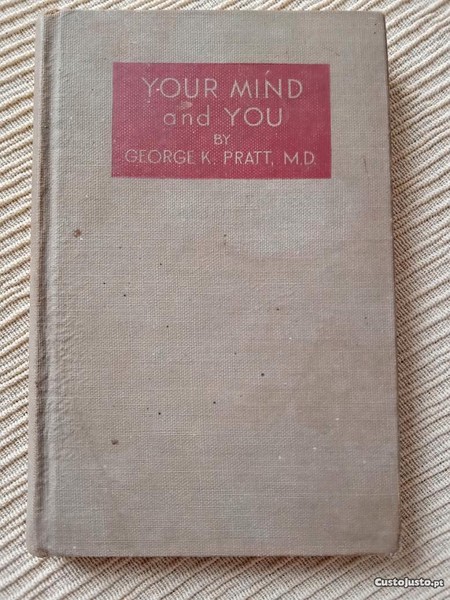 YOUR MIND
and YOU
BY
GEORGE K. PRATT, M.D.
CustoJusto.pt